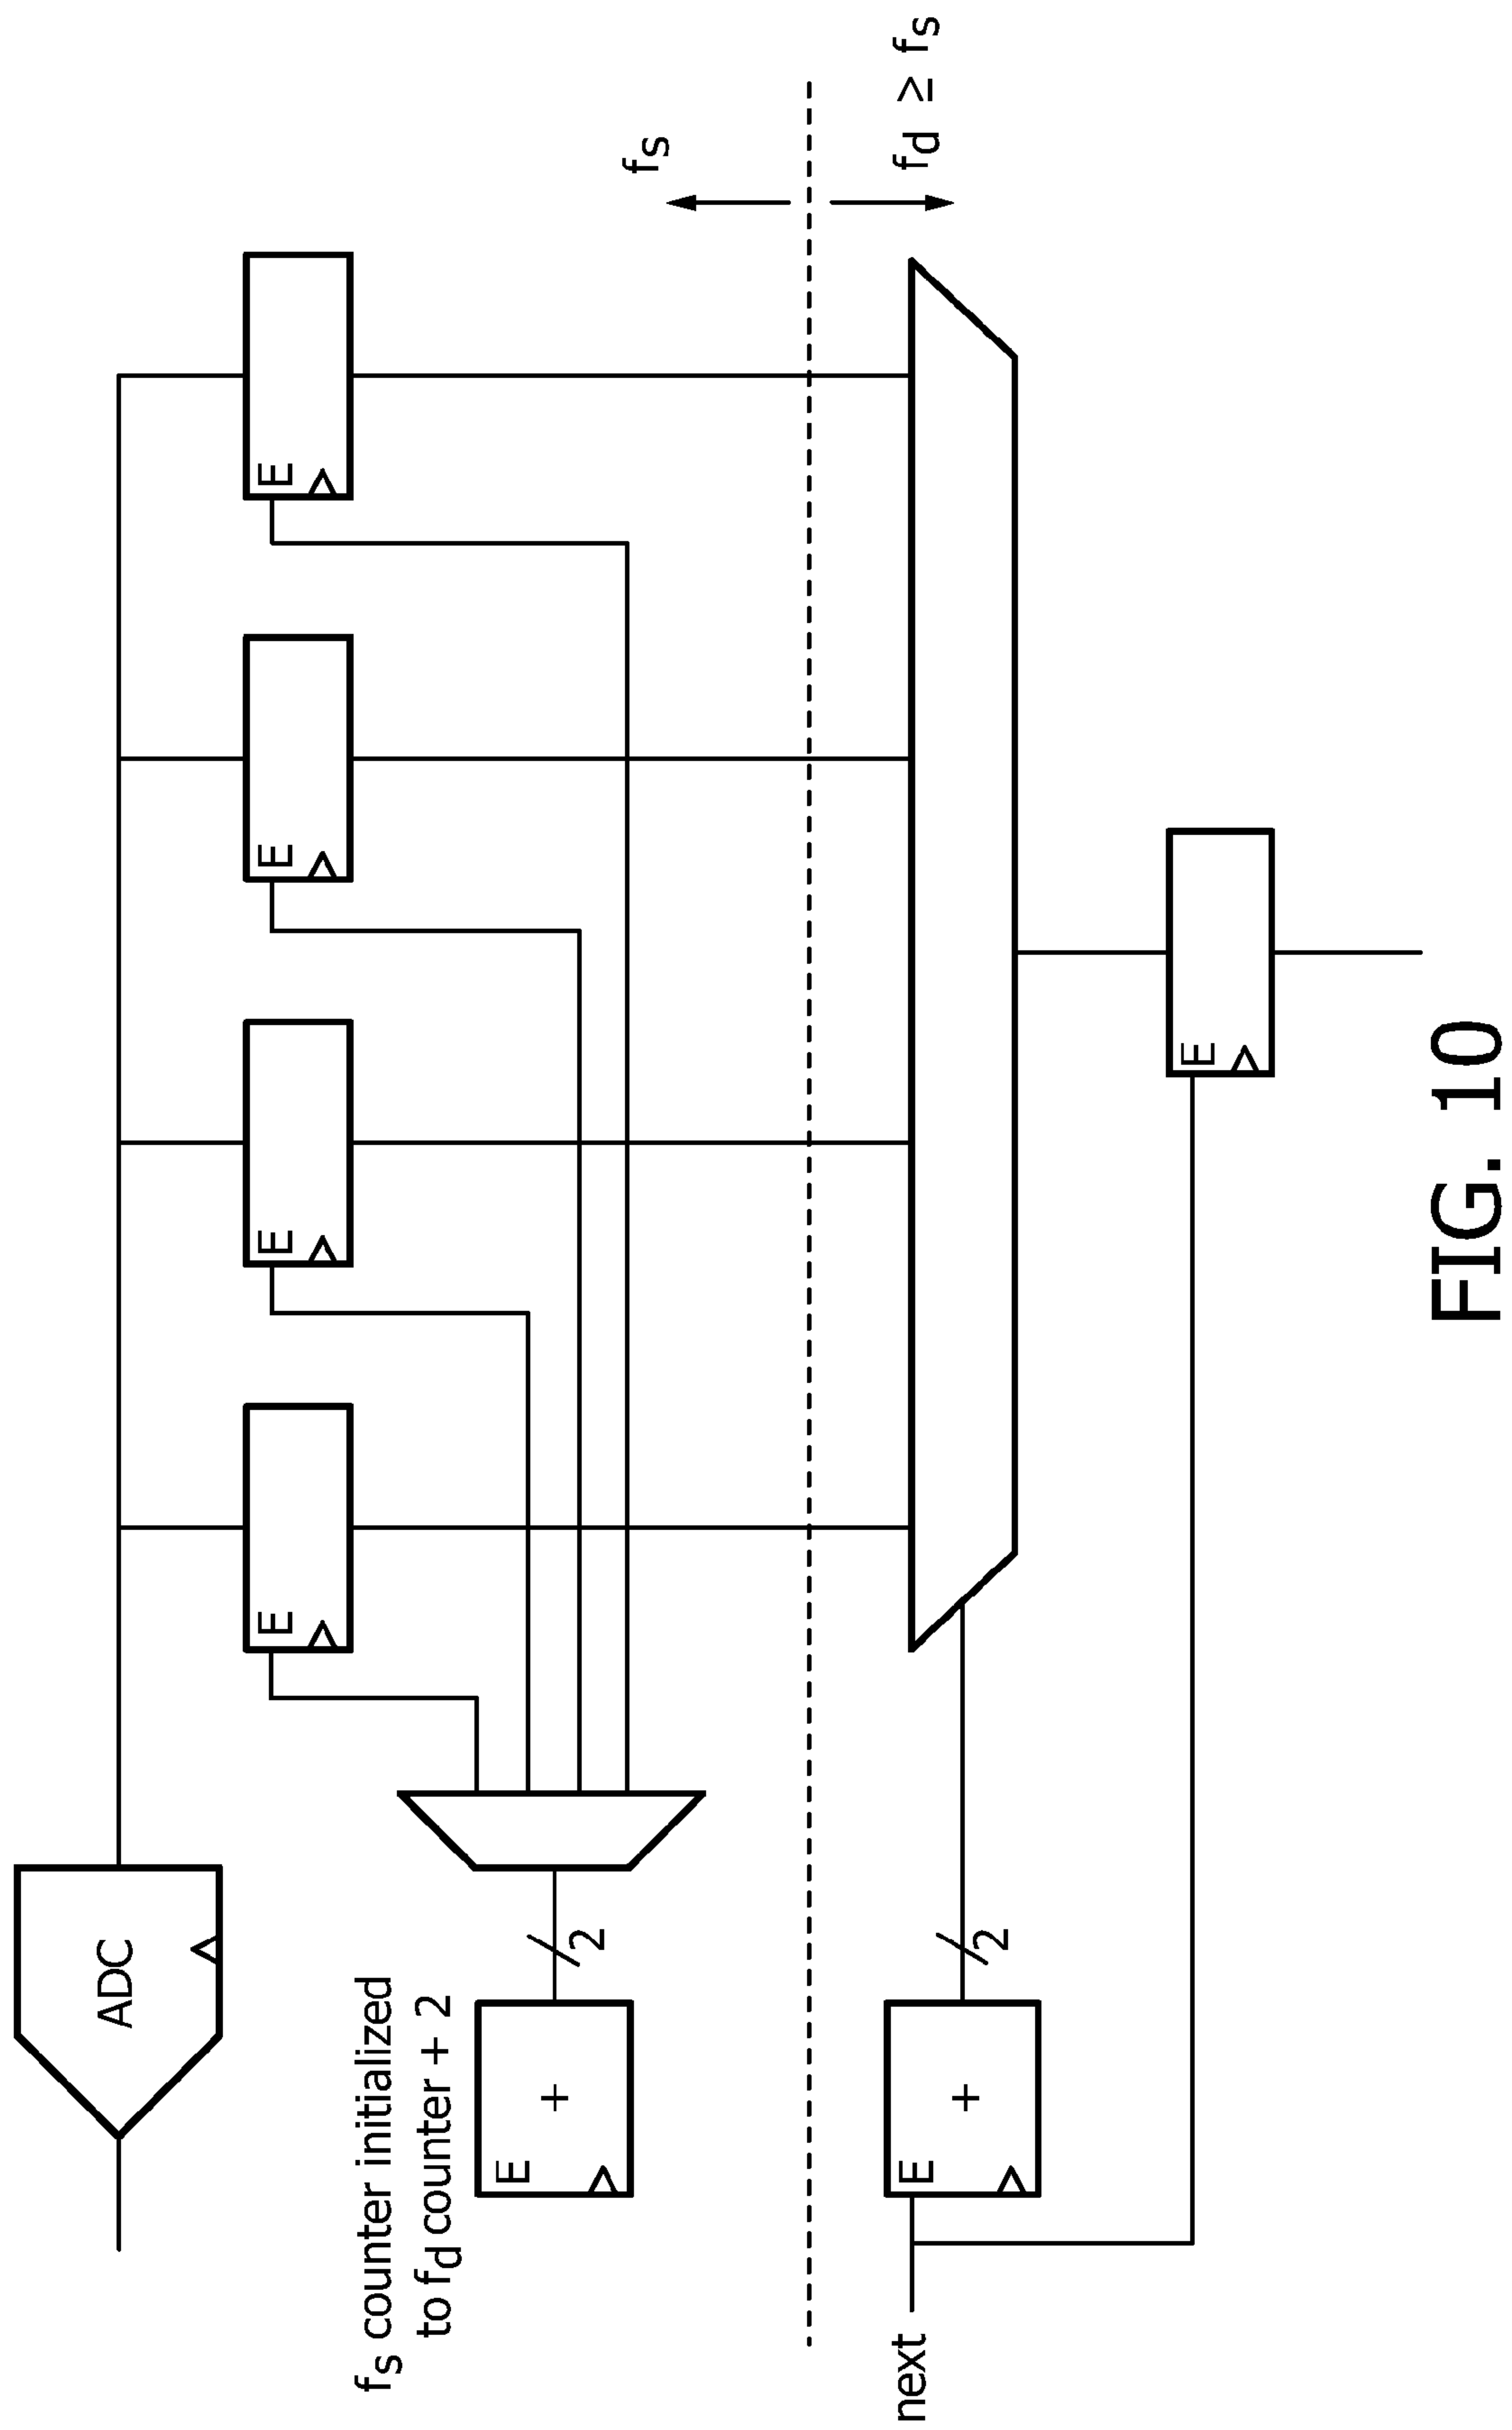 ADC
E
E
E
E
fs counter initialized
to fd counter + 2
E
+
2
fs
fd ≥ fs
next
E
+
2
E
FIG. 10